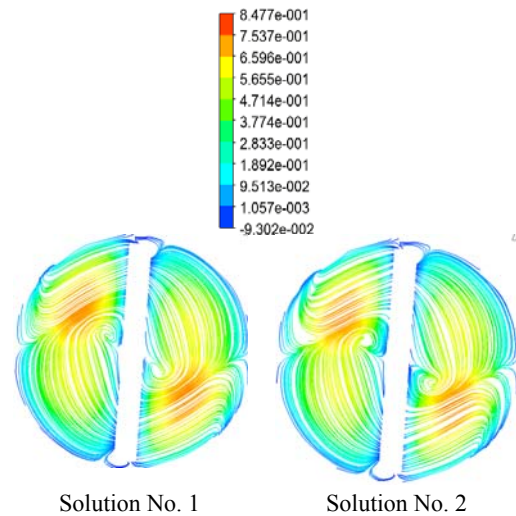 8.477e-001
7.537e-001
6.596e-001
5.655e-001
4.714e-001
3.774e-001
2.833e-001
1.892e-001
9.513e-002
1.057e-003
-9.302e-002
Solution No. 1 Solution No. 2